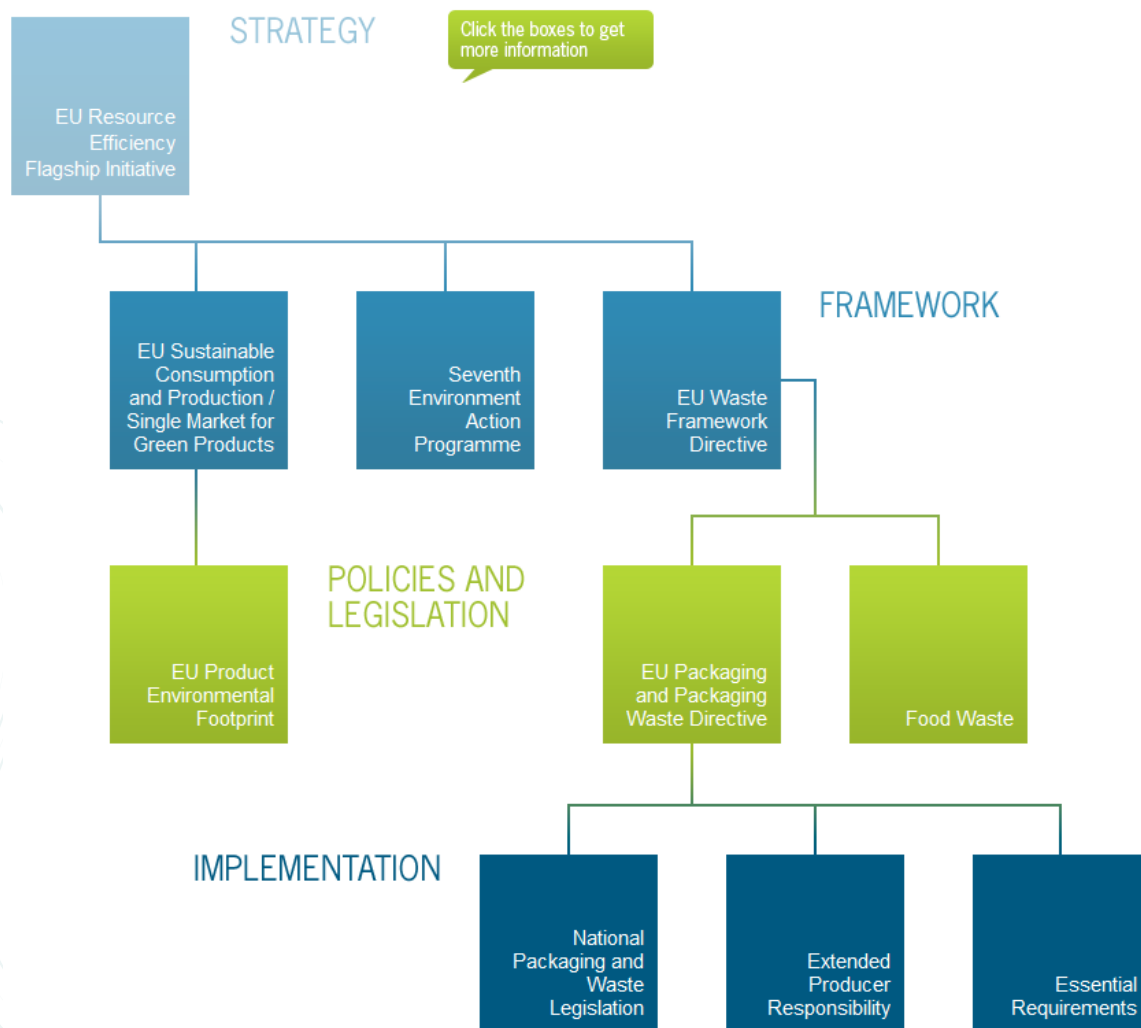 STRATEGY
Click the boxes to get
more information
EU Resource
Efficiency
Flagship Initiative
FRAMEWORK
EU Sustainable
Consumption
and Production /
Single Market for
Green Products
Seventh
Environment
Action
Programme
EU Waste
Framework
Directive
POLICIES AND
LEGISLATION
EU Product
Environmental
Footprint
EU Packaging
and Packaging
Waste Directive
Food Waste
IMPLEMENTATION
National
Packaging and
Waste
Legislation
Extended
Producer
Responsibility
Essential
Requirements